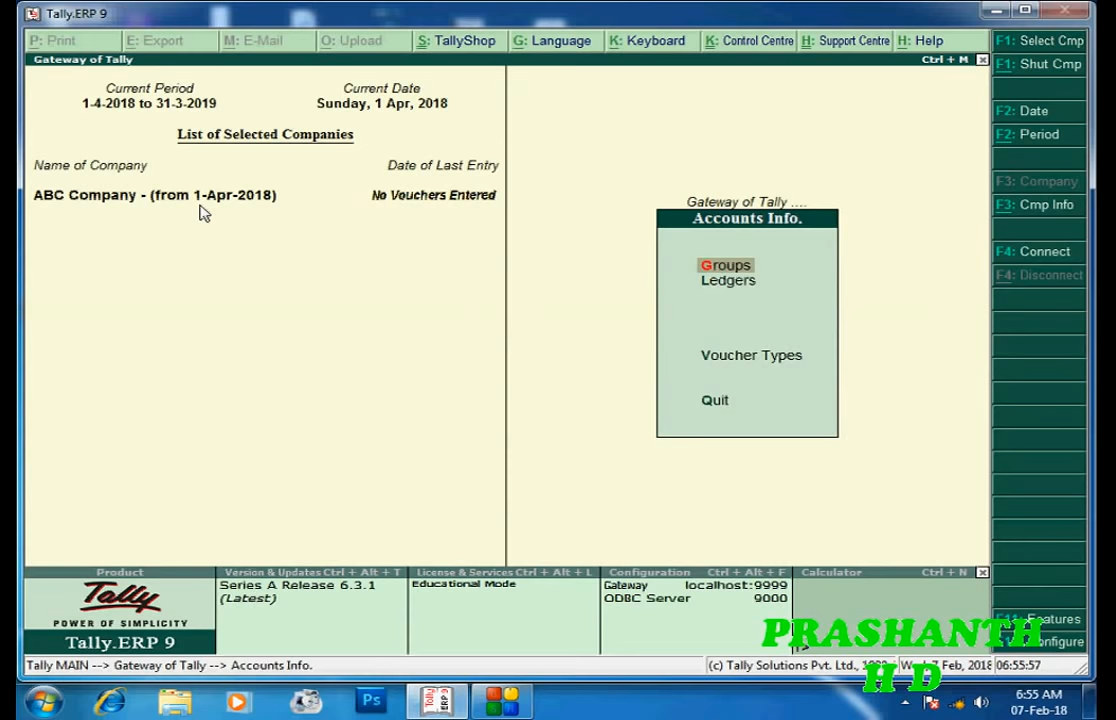 Tally.ERP 9
P: Print E: Export M: E-Mail O: Upload S: TallyShop G: Language K: Keyboard K: Control Centre H: Support Centre H: Help
F1: Select Cmp
F1: Shut Cmp
F2: Date
F2: Period
F3: Company
F3: Cmp Info
F4: Connect
F4: Disconnect
Gateway of Tally Ctrl + M
Current Period Current Date
1-4-2018 to 31-3-2019 Sunday, 1 Apr, 2018
List of Selected Companies
Name of Company Date of Last Entry
ABC Company - (from 1-Apr-2018) No Vouchers Entered
Gateway of Tally ....
Accounts Info.
Groups
Ledgers
Voucher Types
Quit
Product
Tally
POWER OF SIMPLICITY
Tally.ERP 9
Version & Updates Ctrl + Alt + T
Series A Release 6.3.1
(Latest)
License & Services Ctrl + Alt + L
Educational Mode
Configuration Ctrl + Alt + F
Gateway localhost:9999
ODBC Server 9000
Calculator Ctrl + N
Features
PRASHANTH
H D
Tally MAIN --> Gateway of Tally --> Accounts Info. (c) Tally Solutions Pvt. Ltd., 7 Feb, 2018 06:55:57
Ps
Tally
6:55 AM
07-Feb-18